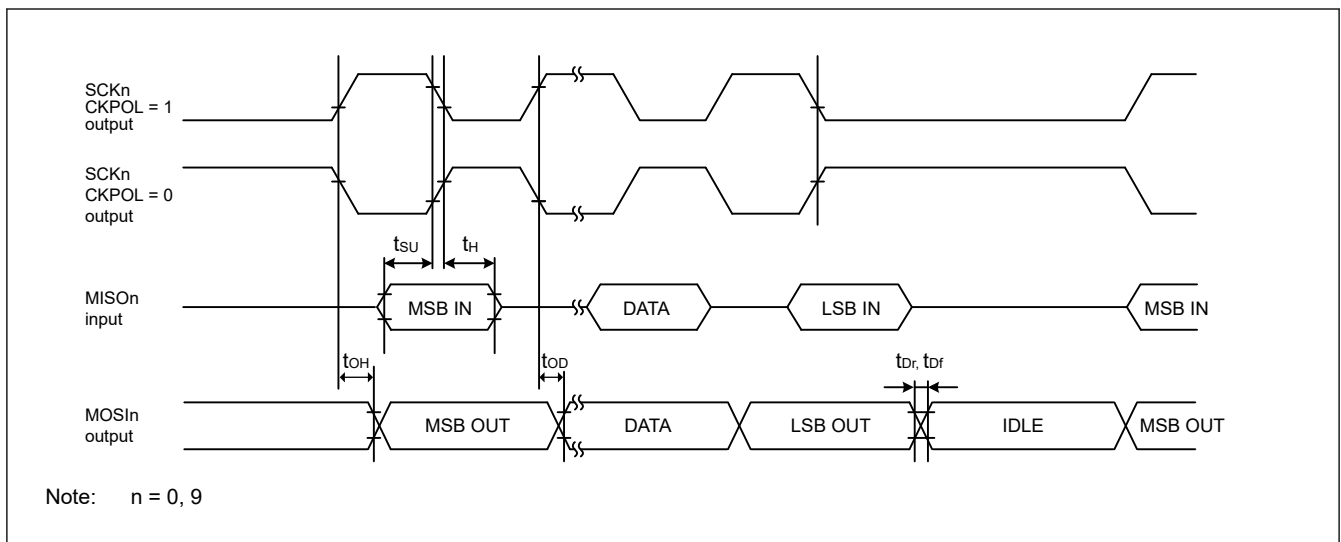 SCKn
CKPOL = 1
output
SCKn
CKPOL = 0
output
tSU
tH
MISOn
input
MSB IN
DATA
LSB IN
MSB IN
tOH
tOD
tDr, tDf
MOSIn
output
MSB OUT
DATA
LSB OUT
IDLE
MSB OUT
Note: n = 0, 9